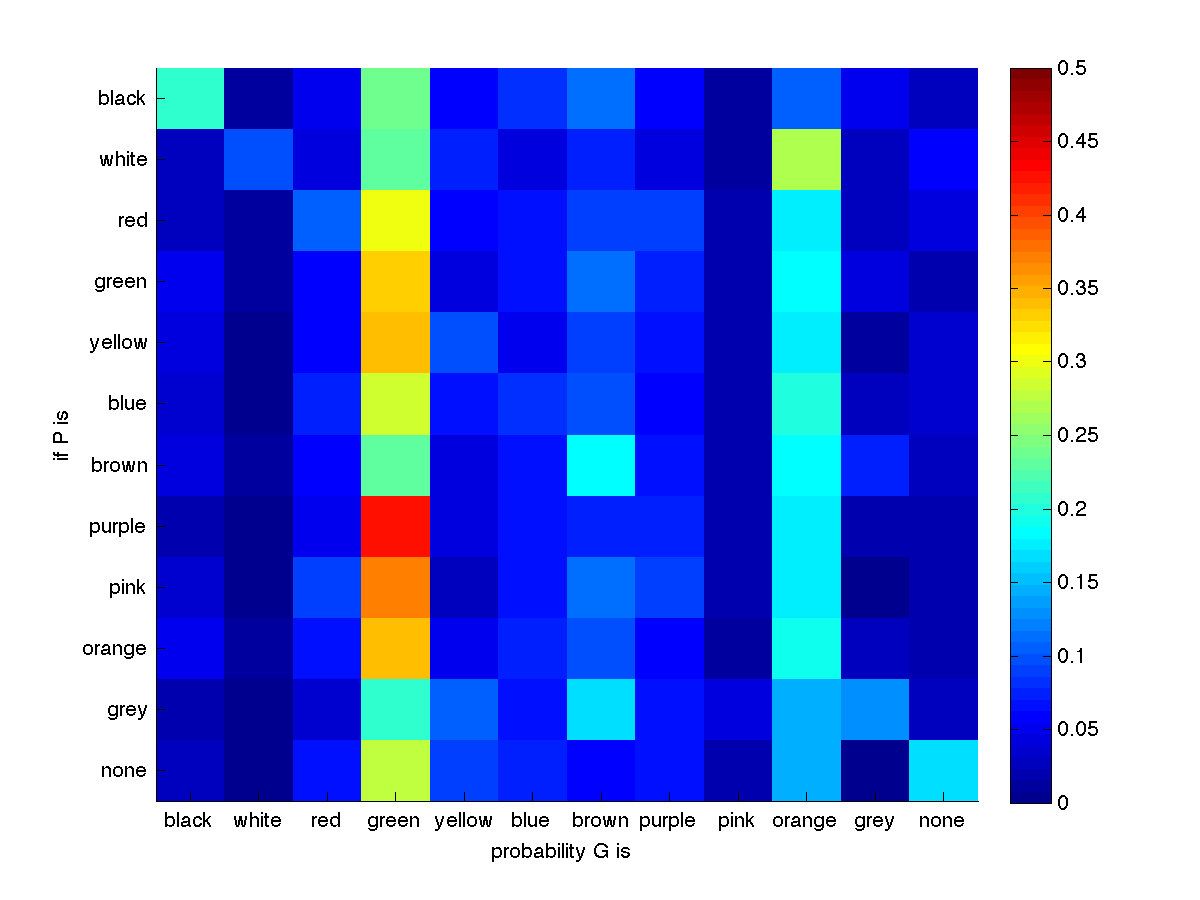 black
white
red
green
yellow
blue
brown
purple
pink
orange
grey
none
if P is
black white red green yellow blue brown purple pink orange grey none
probability G is
0.5
0.45
0.4
0.35
0.3
0.25
0.2
0.15
0.1
0.05
0